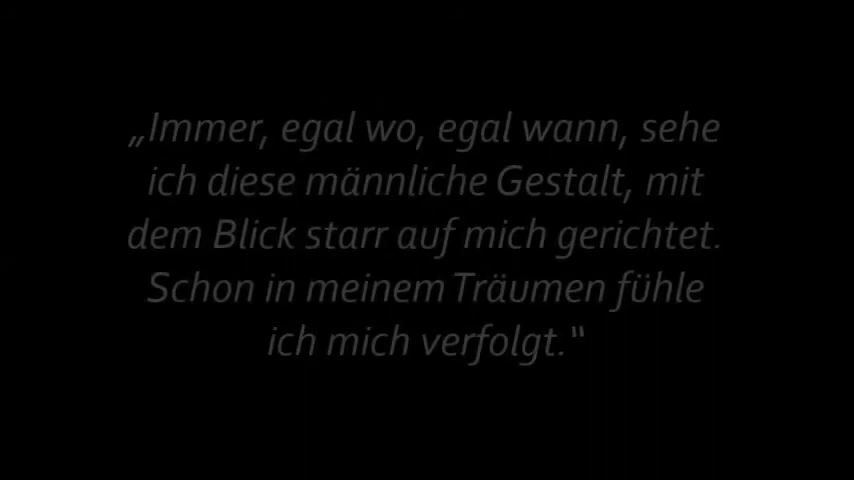 „Immer, egal wo, egal wann, sehe
ich diese männliche Gestalt, mit
dem Blick starr auf mich gerichtet.
Schon in meinem Träumen fühle
ich mich verfolgt.“